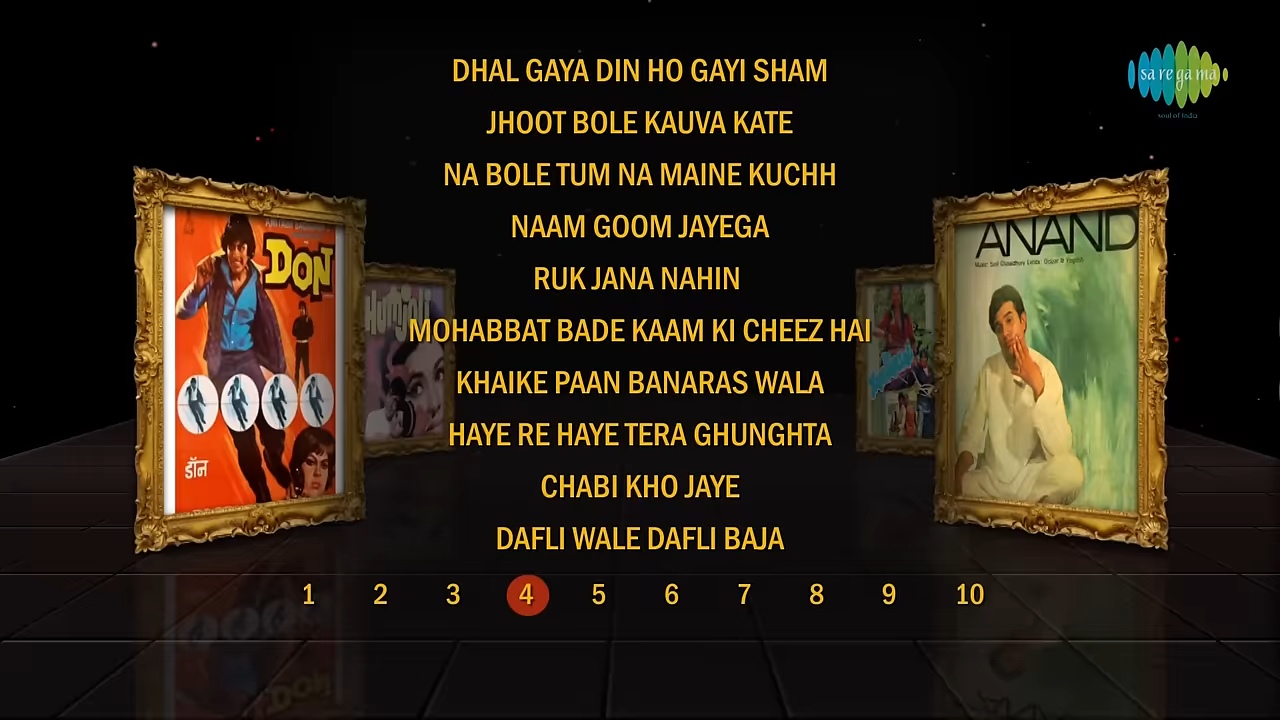 DHAL GAYA DIN HO GAYI SHAM
JHOOT BOLE KAUVA KATE
NA BOLE TUM NA MAINE KUCHH
NAAM GOOM JAYEGA
RUK JANA NAHIN
MOHABBAT BADE KAAM KI CHEEZ HAI
KHAIKE PAAN BANARAS WALA
HAYE RE HAYE TERA GHUNGHTA
CHABI KHO JAYE
DAFLI WALE DAFLI BAJA
1 2 3 4 5 6 7 8 9 10
sa re ga ma
soul of India
DON
डॉन
ANAND